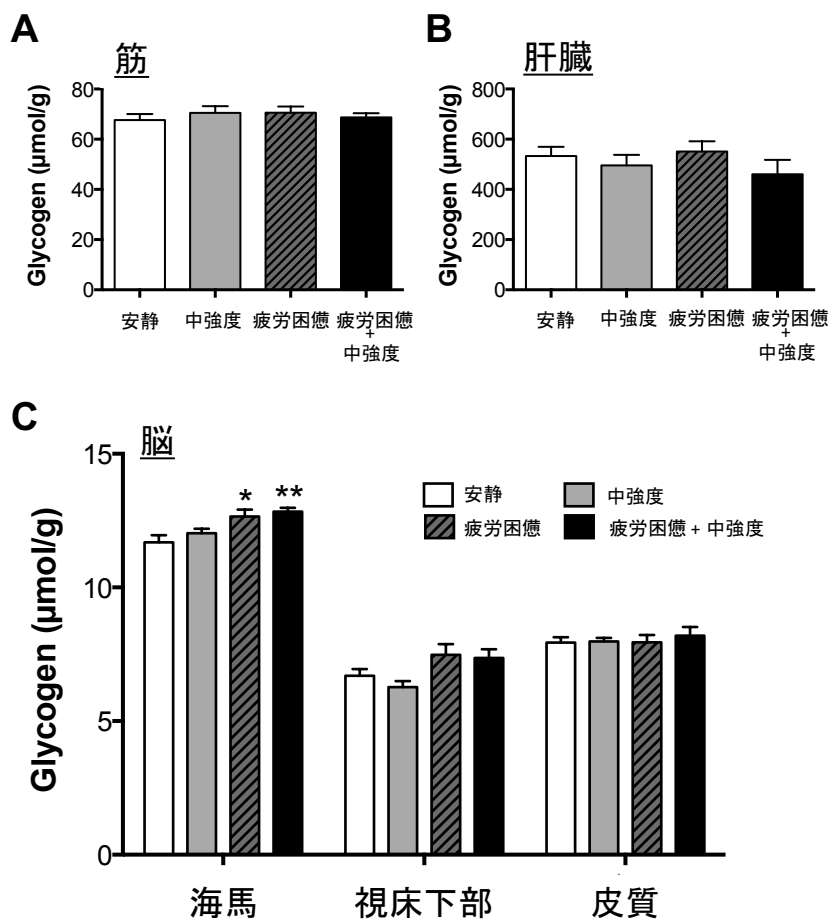 A
筋
Glycogen (μmol/g)
80
60
40
20
0
安静 中強度 疲労困憊 疲労困憊
+
中強度
B
肝臓
Glycogen (μmol/g)
800
600
400
200
0
安静 中強度 疲労困憊 疲労困憊
+
中強度
C
脳
Glycogen (μmol/g)
15
10
5
0
* **
安静 中強度
疲労困憊 疲労困憊 + 中強度
海馬 視床下部 皮質